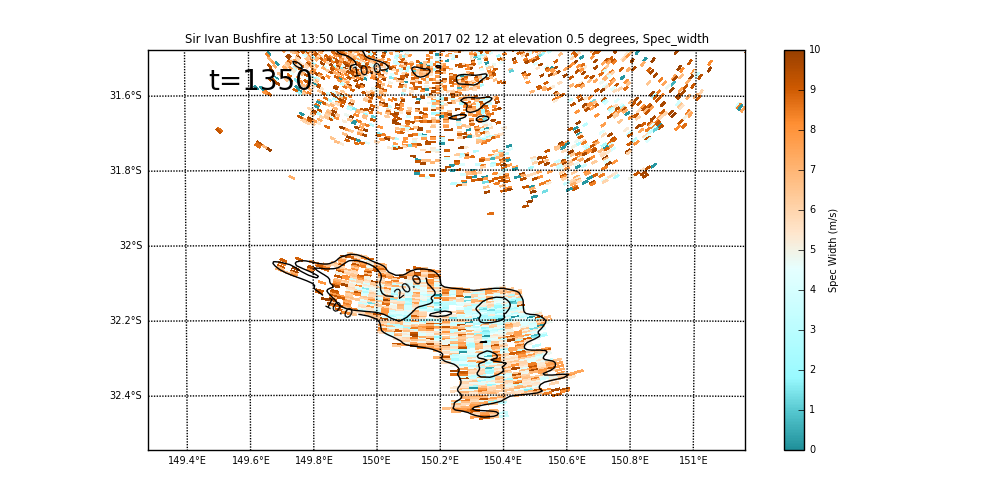 Sir Ivan Bushfire at 13:50 Local Time on 2017 02 12 at elevation 0.5 degrees, Spec_width
t=1350
10.0
31.6°S
31.8°S
32°S
32.2°S
32.4°S
20.0
10.0
149.4°E 149.6°E 149.8°E 150°E 150.2°E 150.4°E 150.6°E 150.8°E 151°E
10
9
8
7
6
5
4
3
2
1
0
Spec Width (m/s)